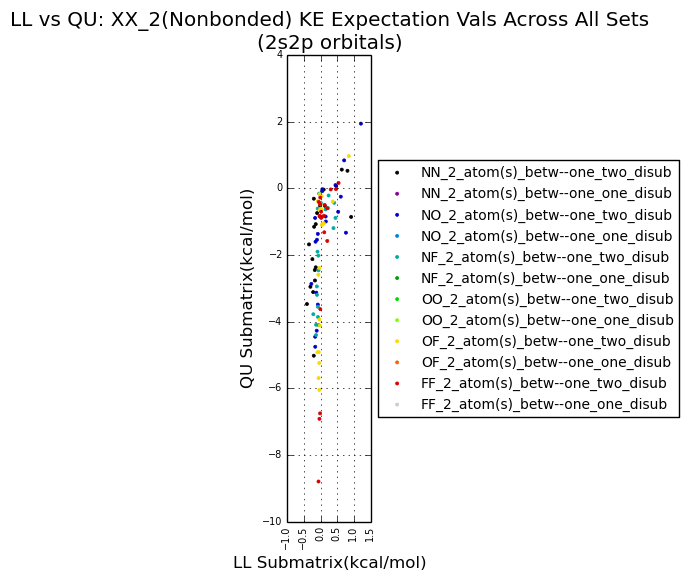 LL vs QU: XX_2(Nonbonded) KE Expectation Vals Across All Sets
(2s2p orbitals)
4
2
0
−2
−4
−6
−8
−10
QU Submatrix(kcal/mol)
−1.0
−0.5
0.0
0.5
1.0
1.5
LL Submatrix(kcal/mol)
NN_2_atom(s)_betw--one_two_disub
NN_2_atom(s)_betw--one_one_disub
NO_2_atom(s)_betw--one_two_disub
NO_2_atom(s)_betw--one_one_disub
NF_2_atom(s)_betw--one_two_disub
NF_2_atom(s)_betw--one_one_disub
OO_2_atom(s)_betw--one_two_disub
OO_2_atom(s)_betw--one_one_disub
OF_2_atom(s)_betw--one_two_disub
OF_2_atom(s)_betw--one_one_disub
FF_2_atom(s)_betw--one_two_disub
FF_2_atom(s)_betw--one_one_disub